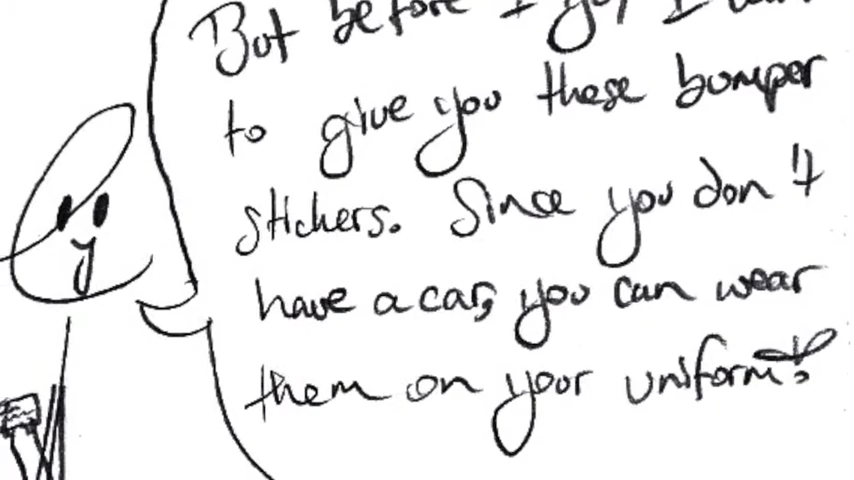 But before I go, I
to give you these bumper
stickers. Since you don't
have a car, you can wear
them on your uniform!